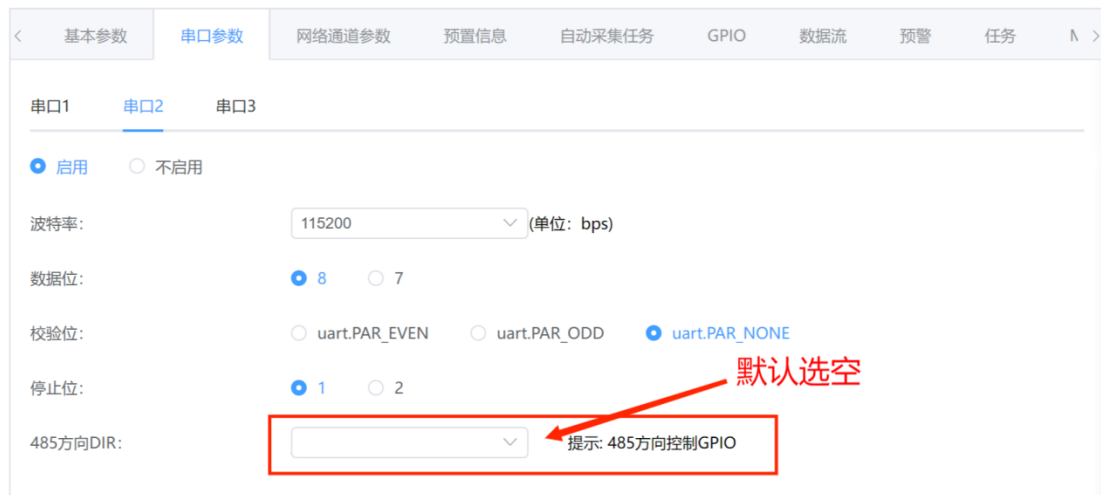 基本参数 串口参数 网络通道参数 预置信息 自动采集任务 GPIO 数据流 预警 任务
串口1 串口2 串口3
启用 不启用
波特率: 115200 (单位: bps)
数据位: 8 7
校验位: uart.PAR_EVEN uart.PAR_ODD uart.PAR_NONE
默认选空
停止位: 1 2
485方向DIR: 提示: 485方向控制GPIO